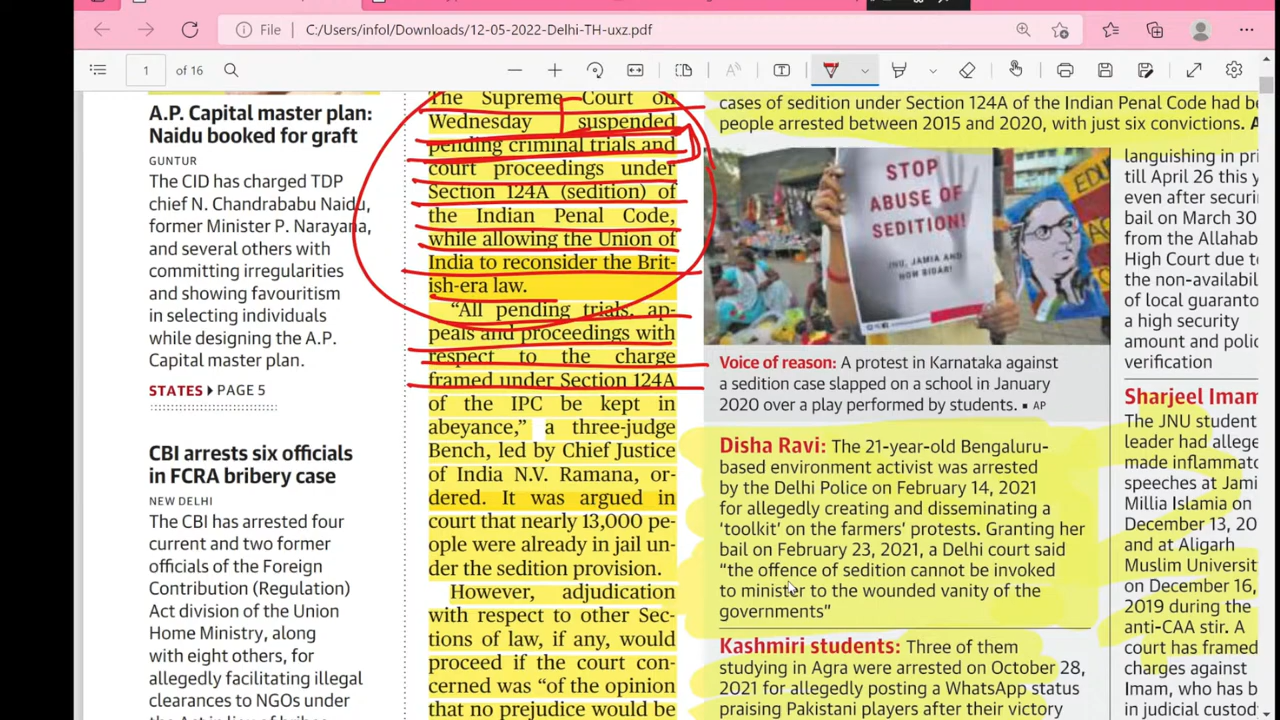 File
C:/Users/infol/Downloads/12-05-2022-Delhi-TH-uxz.pdf
1 of 16
A.P. Capital master plan:
Naidu booked for graft
GUNTUR
The CID has charged TDP
chief N. Chandrababu Naidu,
former Minister P. Narayana,
and several others with
committing irregularities
and showing favouritism
in selecting individuals
while designing the A.P.
Capital master plan.
STATES PAGE 5
CBI arrests six officials
in FCRA bribery case
NEW DELHI
The CBI has arrested four
current and two former
officials of the Foreign
Contribution (Regulation)
Act division of the Union
Home Ministry, along
with eight others, for
allegedly facilitating illegal
clearances to NGOs under
The Supreme Court on
Wednesday suspended
pending criminal trials and
court proceedings under
Section 124A (sedition) of
the Indian Penal Code,
while allowing the Union of
India to reconsider the Brit-
ish-era law.
“All pending trials, ap-
peals and proceedings with
respect to the charge
framed under Section 124A
of the IPC be kept in
abeyance,” a three-judge
Bench, led by Chief Justice
of India N.V. Ramana, or-
dered. It was argued in
court that nearly 13,000 pe-
ople were already in jail un-
der the sedition provision.
However, adjudication
with respect to other Sec-
tions of law, if any, would
proceed if the court con-
cerned was “of the opinion
that no prejudice would be
cases of sedition under Section 124A of the Indian Penal Code had be
people arrested between 2015 and 2020, with just six convictions. A
STOP
ABUSE OF
SEDITION!
JNU, JAMIA AND
NOW BIDAR!
Voice of reason: A protest in Karnataka against
a sedition case slapped on a school in January
2020 over a play performed by students. ▪ AP
Disha Ravi: The 21-year-old Bengaluru-
based environment activist was arrested
by the Delhi Police on February 14, 2021
for allegedly creating and disseminating a
‘toolkit’ on the farmers’ protests. Granting her
bail on February 23, 2021, a Delhi court said
“the offence of sedition cannot be invoked
to minister to the wounded vanity of the
governments”
Kashmiri students: Three of them
studying in Agra were arrested on October 28,
2021 for allegedly posting a WhatsApp status
praising Pakistani players after their victory
languishing in pri
till April 26 this y
even after securi
bail on March 30
from the Allahab
High Court due to
the non-availabil
of local guaranto
a high security
amount and polic
verification
Sharjeel Imam
The JNU student
leader had allege
made inflammato
speeches at Jami
Millia Islamia on
December 13, 20
and at Aligarh
Muslim Universit
on December 16,
2019 during the
anti-CAA stir. A
court has framed
charges against
Imam, who has b
in judicial custod